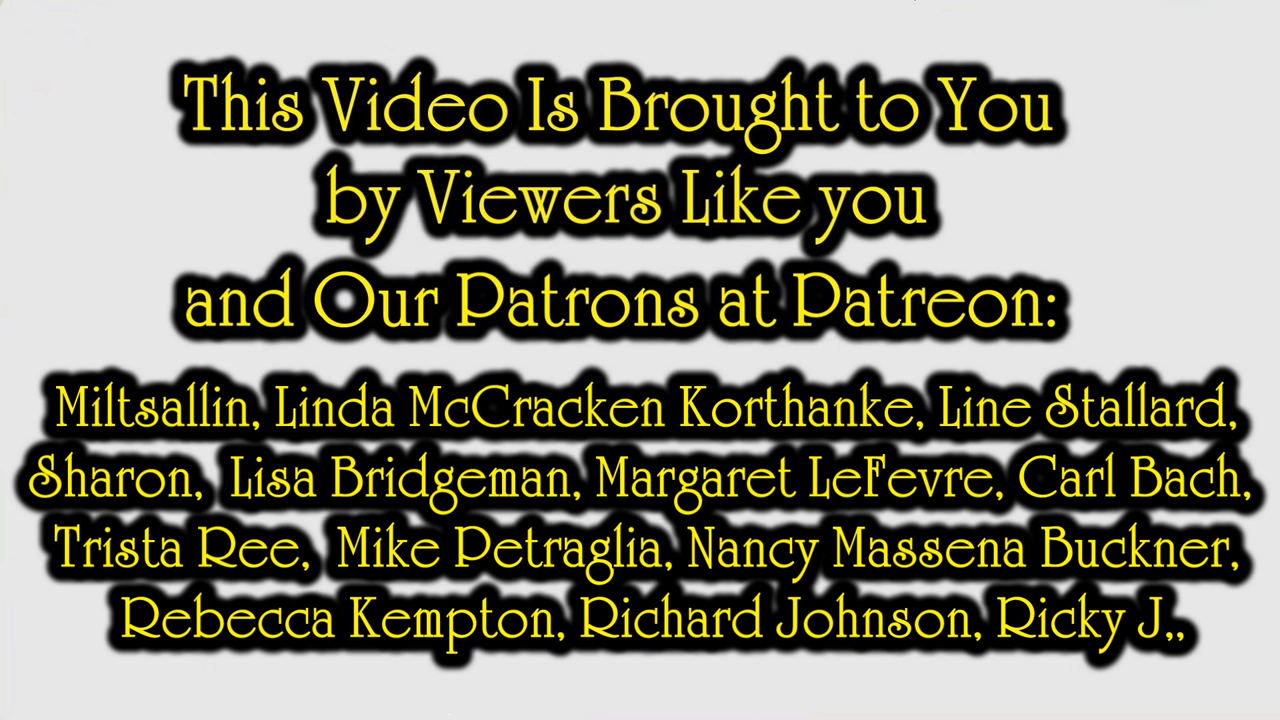 This Video Is Brought to You
by Viewers Like you
and Our Patrons at Patreon:
Miltsallin, Linda McCracken Korthanke, Line Stallard,
Sharon,  Lisa Bridgeman, Margaret LeFevre, Carl Bach,
Trista Ree,  Mike Petraglia, Nancy Massena Buckner,
Rebecca Kempton, Richard Johnson, Ricky J,,